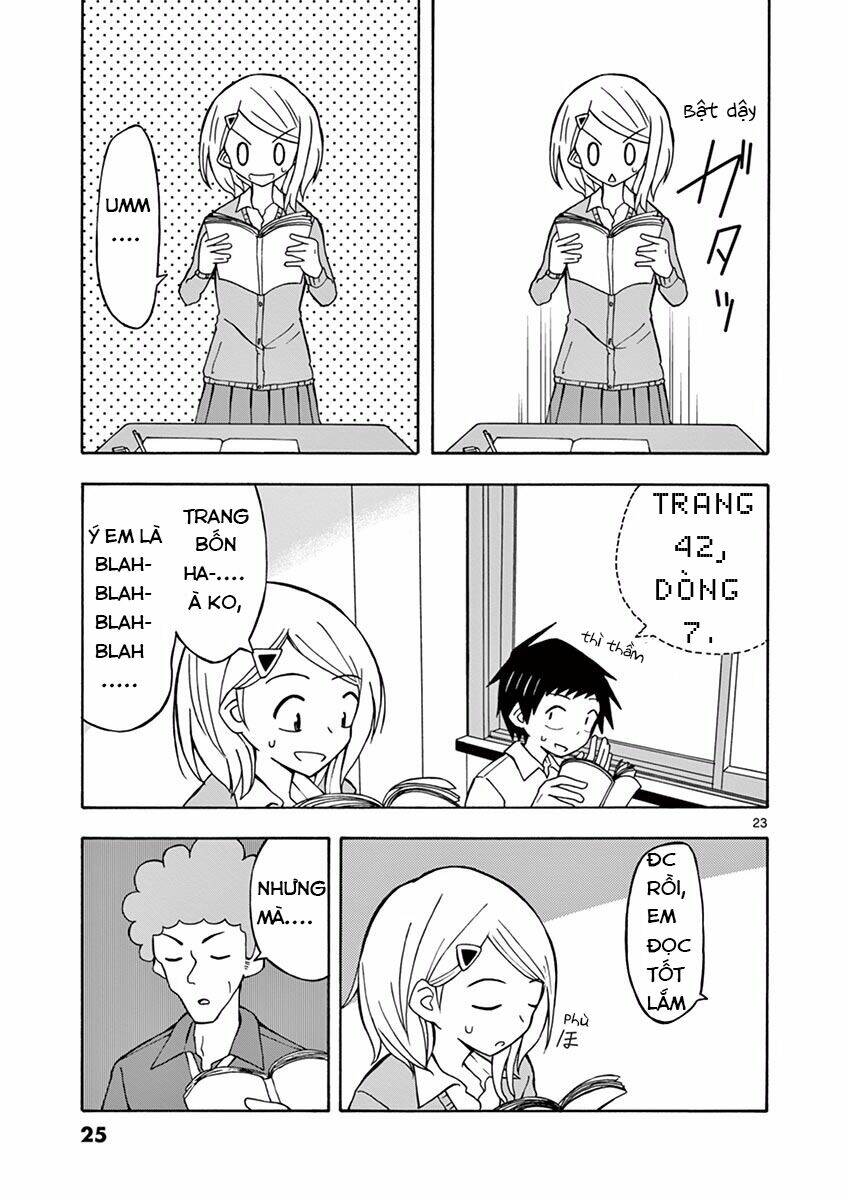 Bật dậy
ガタッ
UMM
....
TRANG
42,
DÒNG
7.
thì thầm
TRANG
BỐN
HA-....
À KO,
Ý EM LÀ
BLAH-
BLAH-
BLAH-
BLAH
.....
23
ĐC
RỒI,
EM
ĐỌC
TỐT
LẮM
Phù
ほ
NHƯNG
MÀ....
25